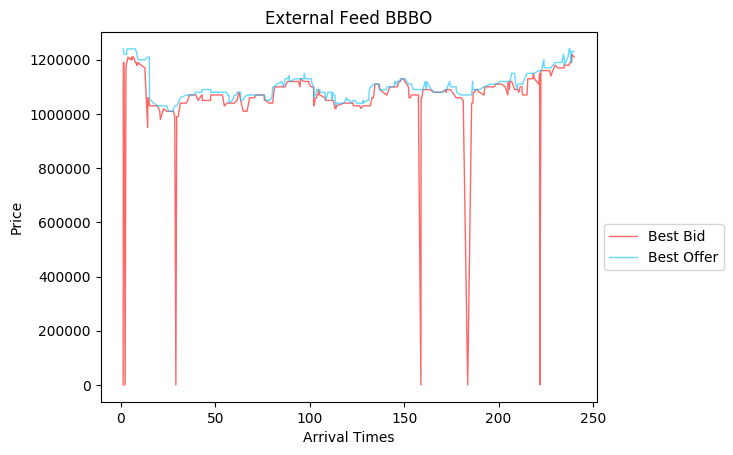 External Feed BBBO
1200000
1000000
800000
600000
400000
200000
0
Price
0 50 100 150 200 250
Arrival Times
Best Bid
Best Offer